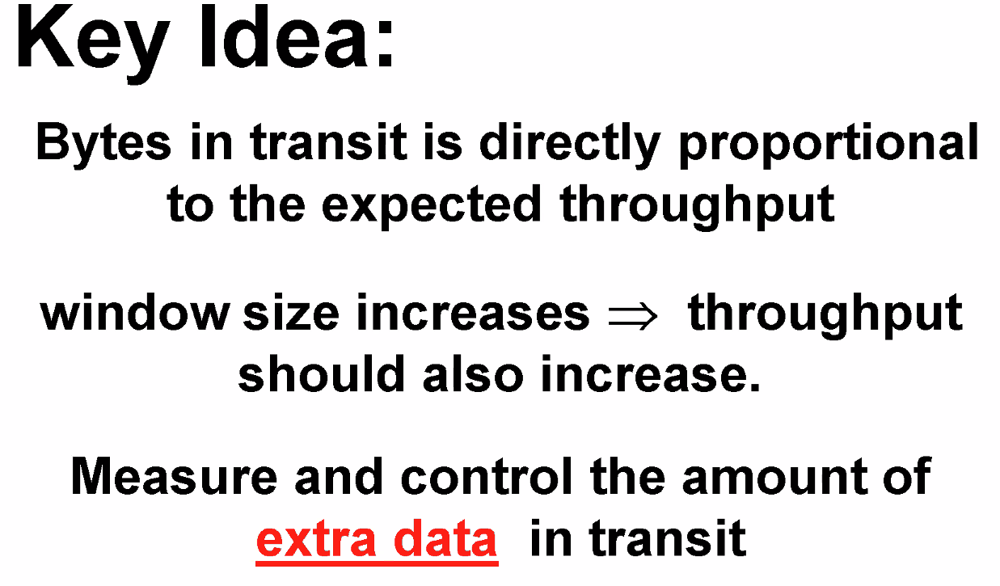 Key Idea:
Bytes in transit is directly proportional
to the expected throughput
window size increases ⇒ throughput
should also increase.
Measure and control the amount of
extra data in transit